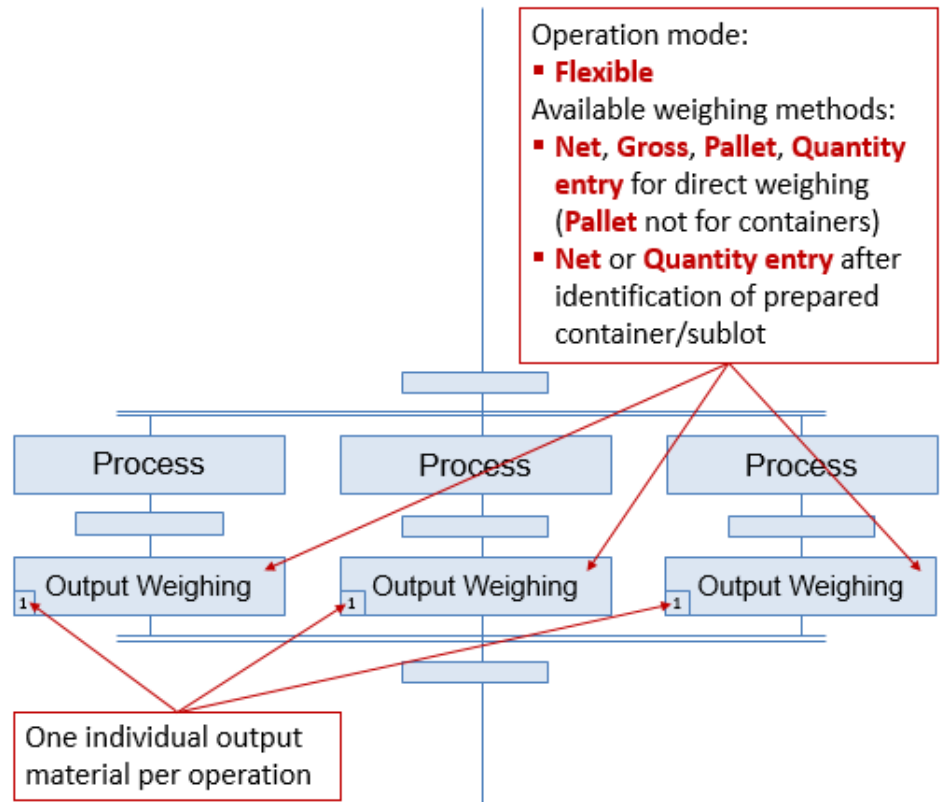 Operation mode:
▪ Flexible
Available weighing methods:
▪ Net, Gross, Pallet, Quantity
entry for direct weighing
(Pallet not for containers)
▪ Net or Quantity entry after
identification of prepared
container/sublot
Process
Process
Process
Output Weighing
1
Output Weighing
1
Output Weighing
1
One individual output
material per operation